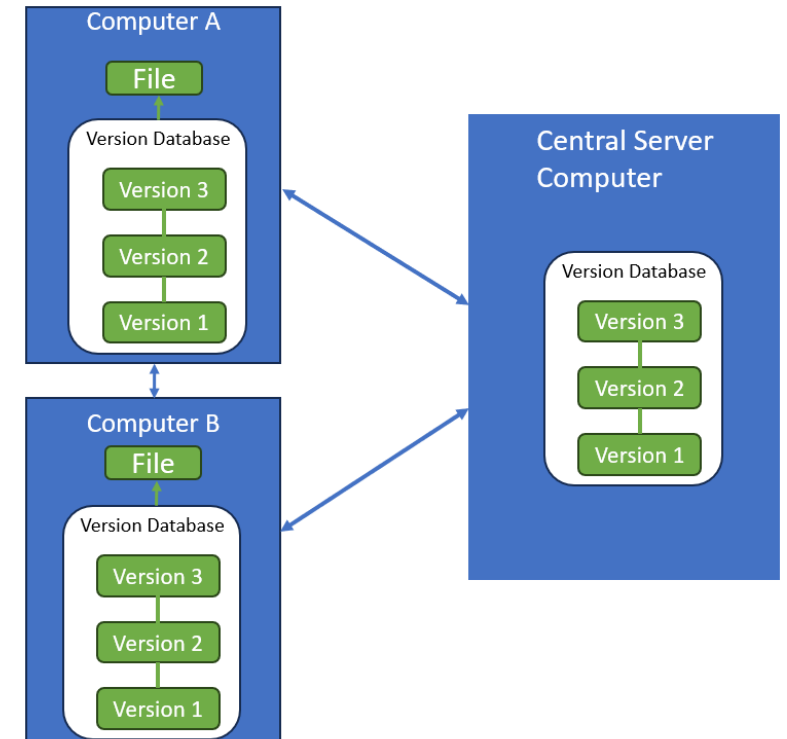 Computer A
File
Version Database
Version 3
Version 2
Version 1
Computer B
File
Version Database
Version 3
Version 2
Version 1
Central Server
Computer
Version Database
Version 3
Version 2
Version 1